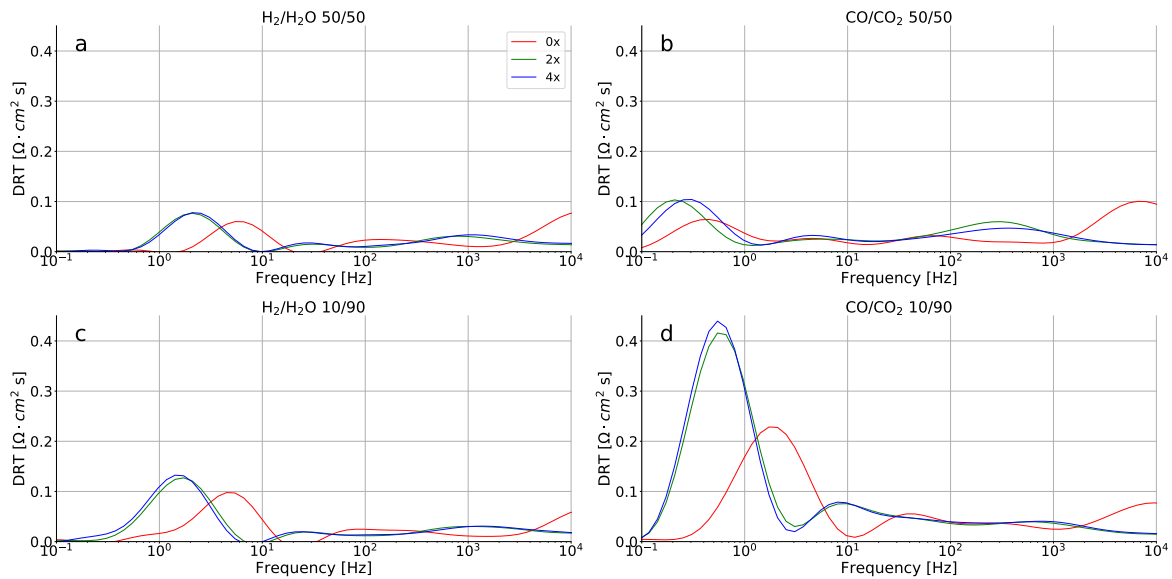 H₂/H₂O 50/50
a
0x
2x
4x
DRT [Ω · cm² s]
0.4
0.3
0.2
0.1
0.0
10⁻¹ 10⁰ 10¹ 10² 10³ 10⁴
Frequency [Hz]
CO/CO₂ 50/50
b
DRT [Ω · cm² s]
0.4
0.3
0.2
0.1
0.0
10⁻¹ 10⁰ 10¹ 10² 10³ 10⁴
Frequency [Hz]
H₂/H₂O 10/90
c
DRT [Ω · cm² s]
0.4
0.3
0.2
0.1
0.0
10⁻¹ 10⁰ 10¹ 10² 10³ 10⁴
Frequency [Hz]
CO/CO₂ 10/90
d
DRT [Ω · cm² s]
0.4
0.3
0.2
0.1
0.0
10⁻¹ 10⁰ 10¹ 10² 10³ 10⁴
Frequency [Hz]